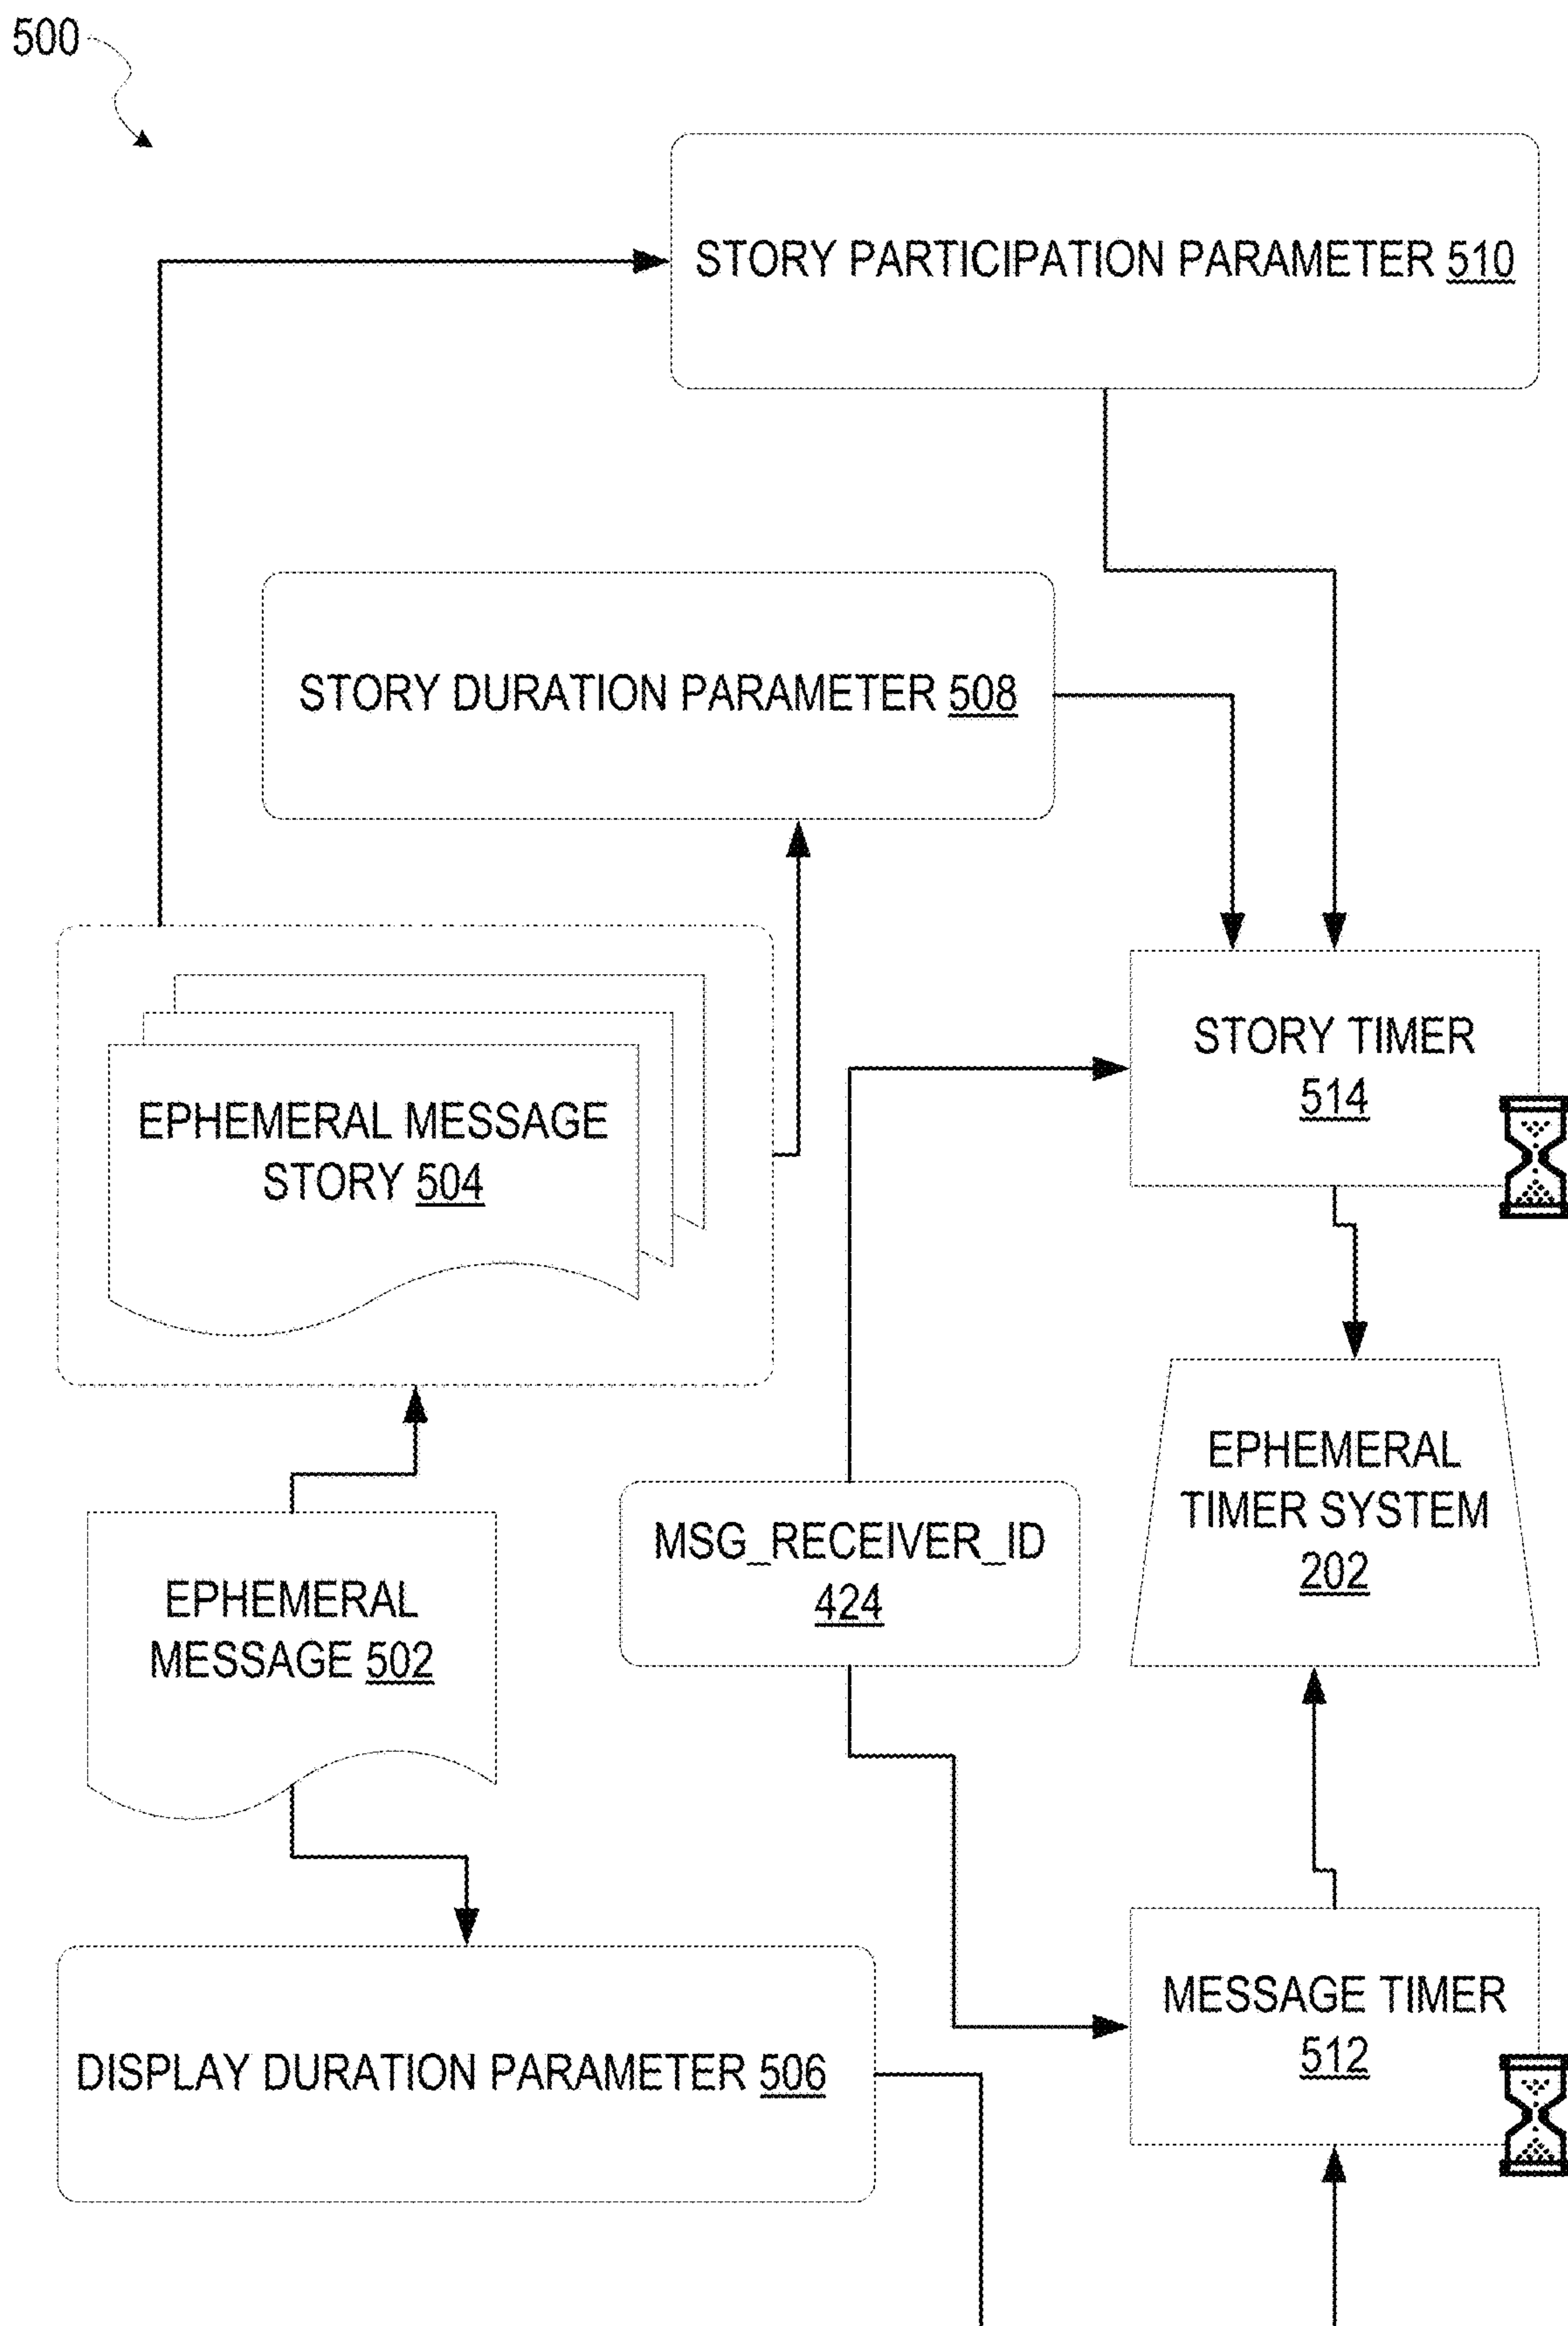 500
STORY PARTICIPATION PARAMETER 510
STORY DURATION PARAMETER 508
STORY TIMER
514
EPHEMERAL MESSAGE
STORY 504
EPHEMERAL
TIMER SYSTEM
202
MSG_RECEIVER_ID
424
EPHEMERAL
MESSAGE 502
MESSAGE TIMER
512
DISPLAY DURATION PARAMETER 506